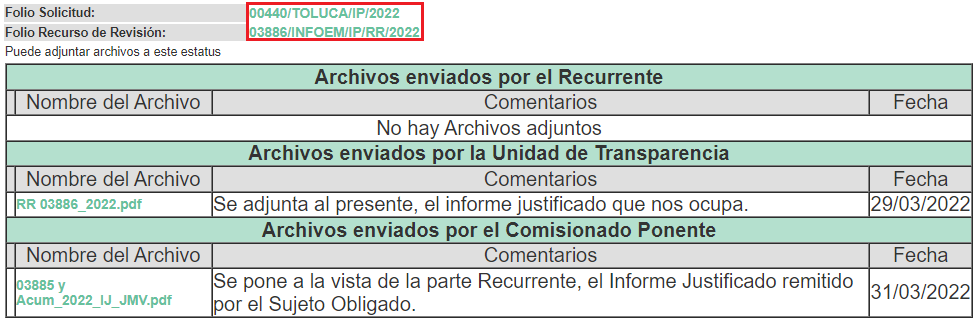 Folio Solicitud: 00440/TOLUCA/IP/2022
Folio Recurso de Revisión: 03886/INFOEM/IP/RR/2022
Puede adjuntar archivos a este estatus
Archivos enviados por el Recurrente
Nombre del Archivo Comentarios Fecha
No hay Archivos adjuntos
Archivos enviados por la Unidad de Transparencia
Nombre del Archivo Comentarios Fecha
RR 03886_2022.pdf Se adjunta al presente, el informe justificado que nos ocupa. 29/03/2022
Archivos enviados por el Comisionado Ponente
Nombre del Archivo Comentarios Fecha
03885 y
Acum_2022_IJ_JMV.pdf
Se pone a la vista de la parte Recurrente, el Informe Justificado remitido
por el Sujeto Obligado.
31/03/2022